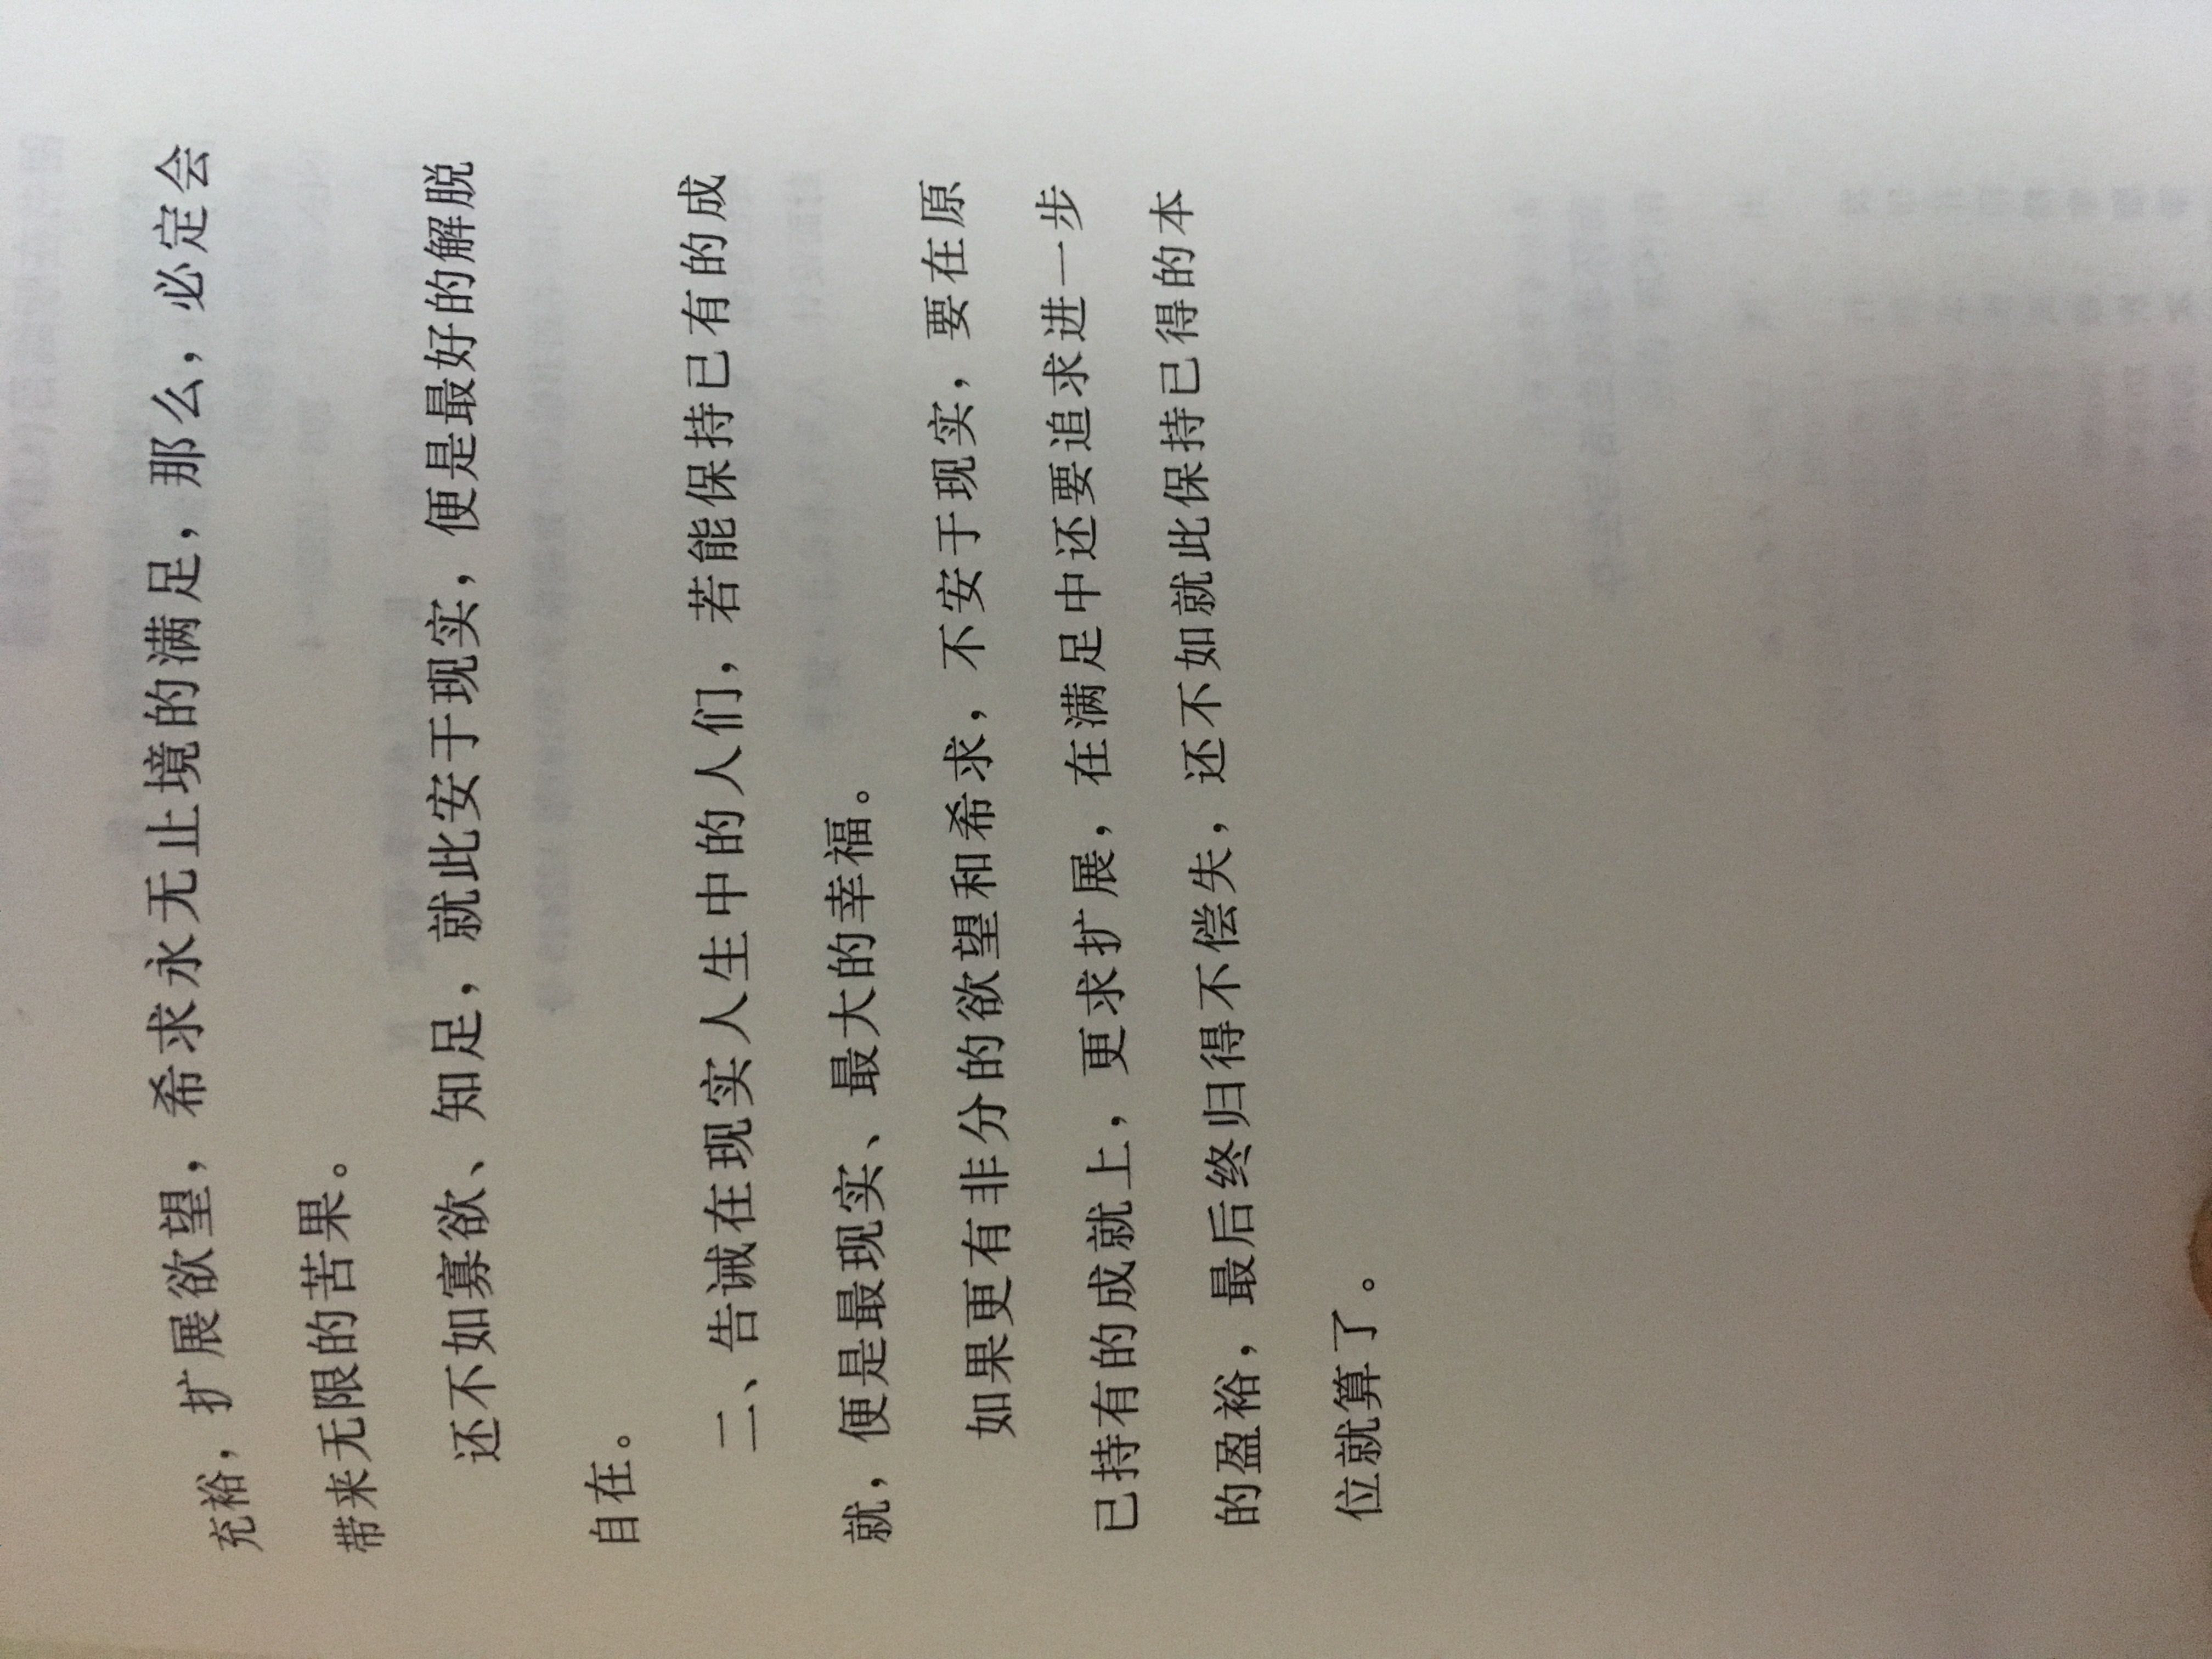 充裕，扩展欲望，希求永无止境的满足，那么，必定会
带来无限的苦果。
还不如寡欲、知足，就此安于现实，便是最好的解脱
自在。
二、告诫在现实人生中的人们，若能保持已有的成
就，便是最现实、最大的幸福。
如果更有非分的欲望和希求，不安于现实，要在原
已持有的成就上，更求扩展，在满足中还要追求进一步
的盈裕，最后终归得不偿失，还不如就此保持已得的本
位就算了。